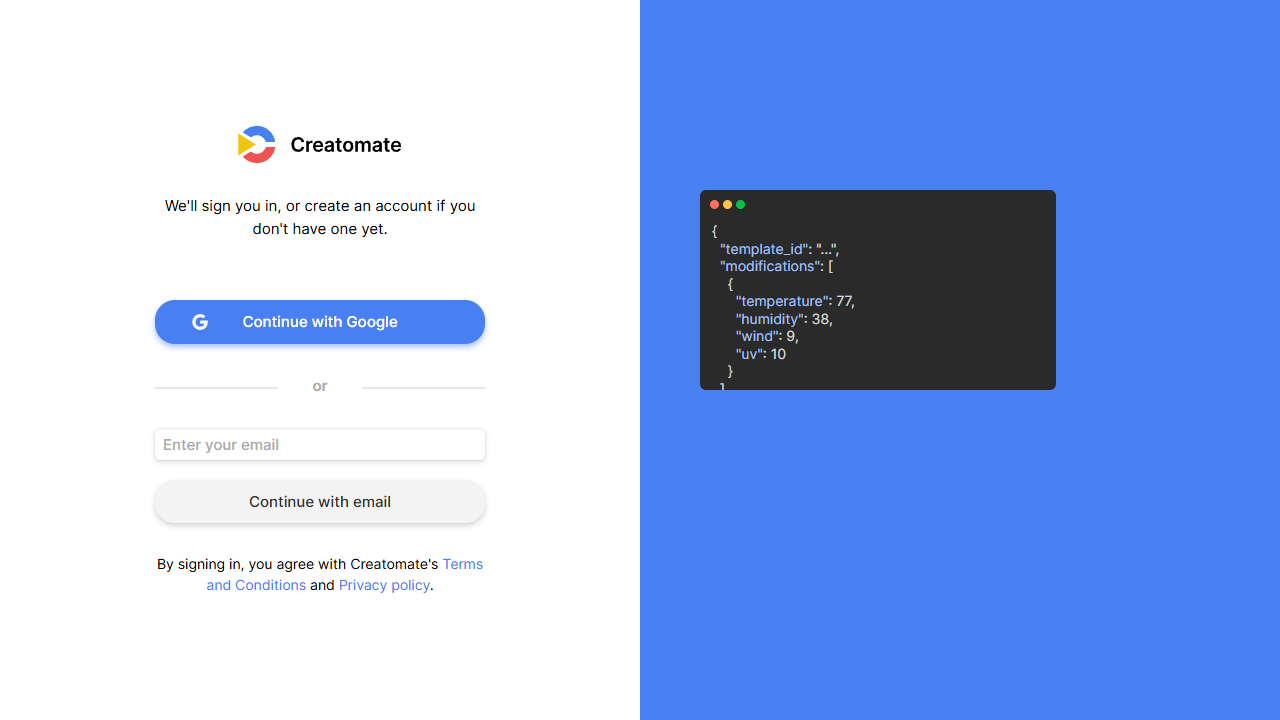 Creatomate
We'll sign you in, or create an account if you
don't have one yet.
Continue with Google
or
Enter your email
Continue with email
By signing in, you agree with Creatomate's Terms
and Conditions and Privacy policy.
{
"template_id": "...",
"modifications": [
{
"temperature": 77,
"humidity": 38,
"wind": 9,
"uv": 10
}
]